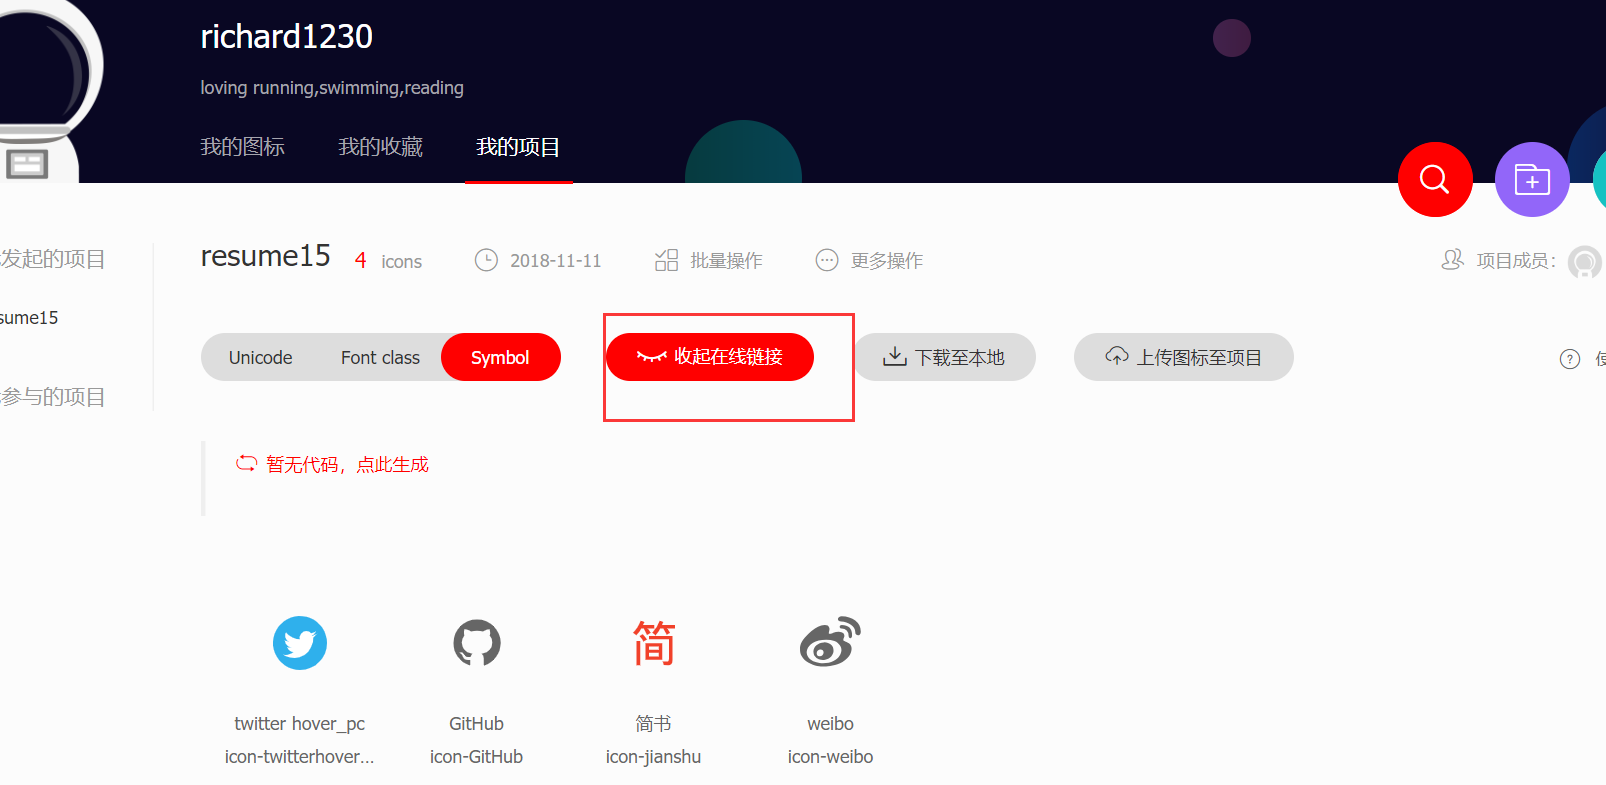 richard1230
loving running,swimming,reading
我的图标 我的收藏 我的项目
发起的项目
resume15 4 icons 2018-11-11 批量操作 更多操作 项目成员：
sume15
Unicode Font class Symbol 收起在线链接 下载至本地 上传图标至项目 ?
参与的项目
暂无代码，点此生成
简
twitter hover_pc GitHub 简书 weibo
icon-twitterhover... icon-GitHub icon-jianshu icon-weibo